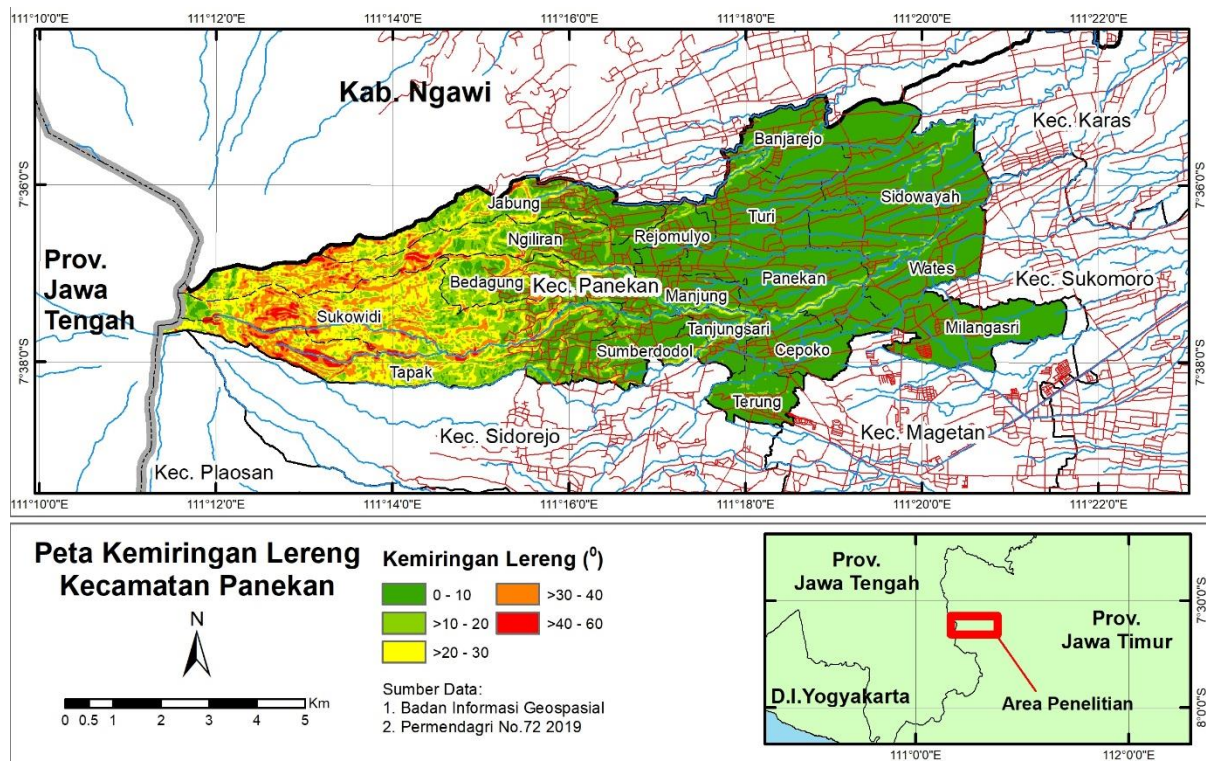 111°10'0"E 111°12'0"E 111°14'0"E 111°16'0"E 111°18'0"E 111°20'0"E 111°22'0"E
Kab. Ngawi
Kec. Karas
Banjarejo
7°36'0"S
7°36'0"S
Jabung
Sidowayah
Turi
Ngiliran
Rejomulyo
Prov.
Jawa
Tengah
Wates
Kec. Sukomoro
Bedagung
Kec. Panekan
Panekan
Manjung
Sukowidi
Tanjungsari
Milangasri
Sumberdodol
Cepoko
7°38'0"S
7°38'0"S
Tapak
Terung
Kec. Sidorejo
Kec. Magetan
Kec. Plaosan
111°10'0"E 111°12'0"E 111°14'0"E 111°16'0"E 111°18'0"E 111°20'0"E 111°22'0"E
Peta Kemiringan Lereng
Kecamatan Panekan
N
0 0.5 1 2 3 4 5 Km
Kemiringan Lereng (⁰)
0 - 10
>10 - 20
>20 - 30
>30 - 40
>40 - 60
Sumber Data:
1. Badan Informasi Geospasial
2. Permendagri No.72 2019
Prov.
Jawa Tengah
7°30'0"S
Prov.
Jawa Timur
D.I.Yogyakarta
Area Penelitian
8°0'0"S
111°0'0"E 112°0'0"E